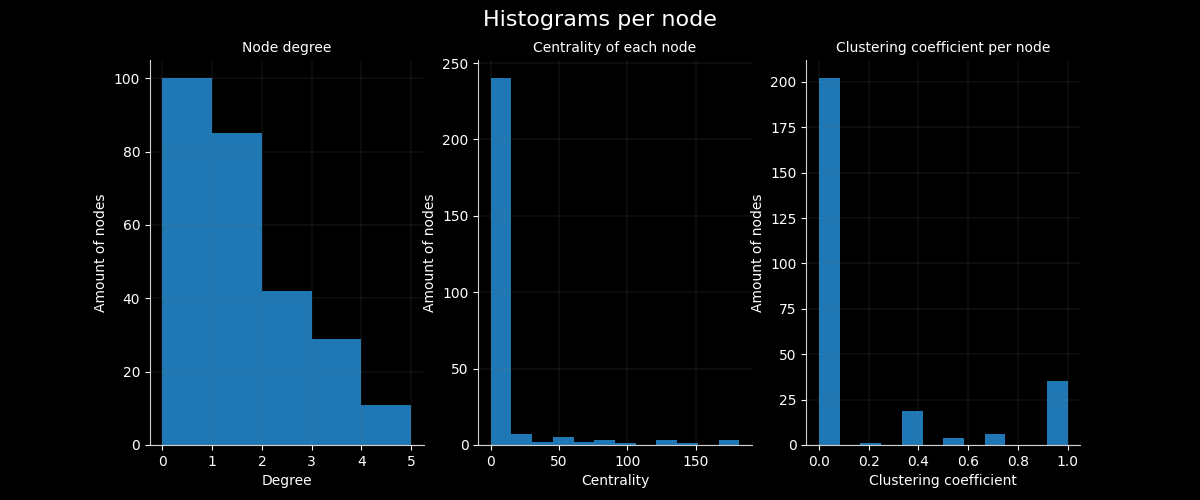 Histograms per node
Node degree
Amount of nodes
100
80
60
40
20
0
0 1 2 3 4 5
Degree
Centrality of each node
Amount of nodes
250
200
150
100
50
0
0 50 100 150
Centrality
Clustering coefficient per node
Amount of nodes
200
175
150
125
100
75
50
25
0
0.0 0.2 0.4 0.6 0.8 1.0
Clustering coefficient